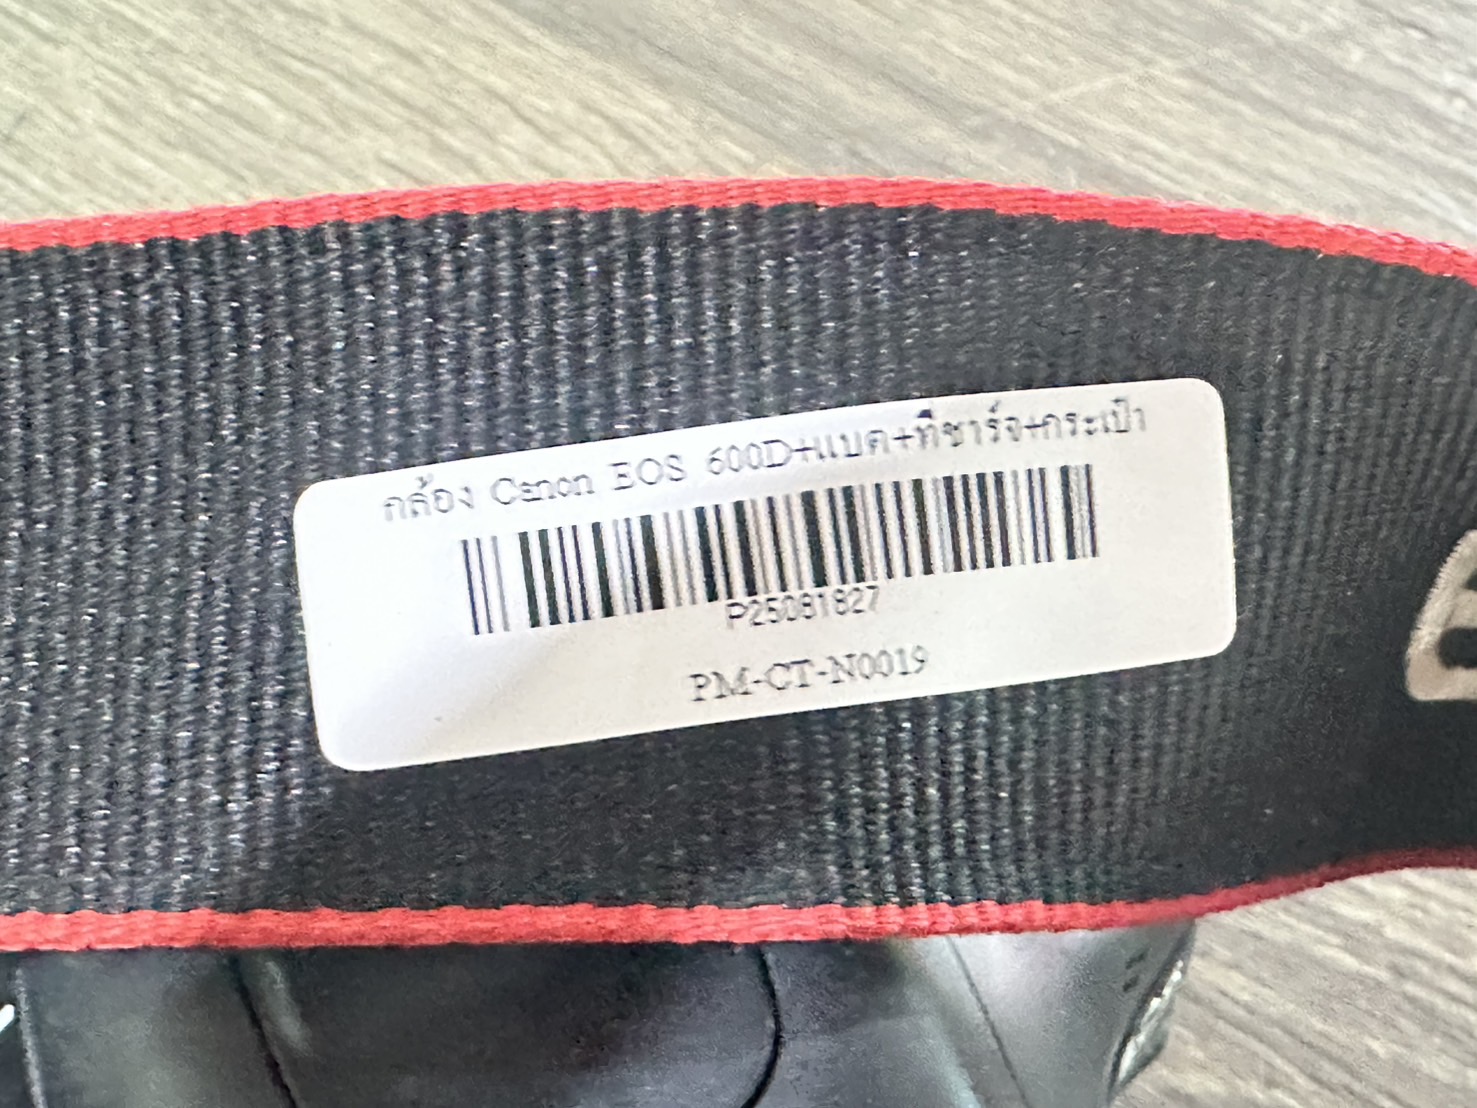 กล้อง Canon EOS 600D+แบต+ที่ชาร์จ+กระเป๋า
P25081827
PM-CT-N0019